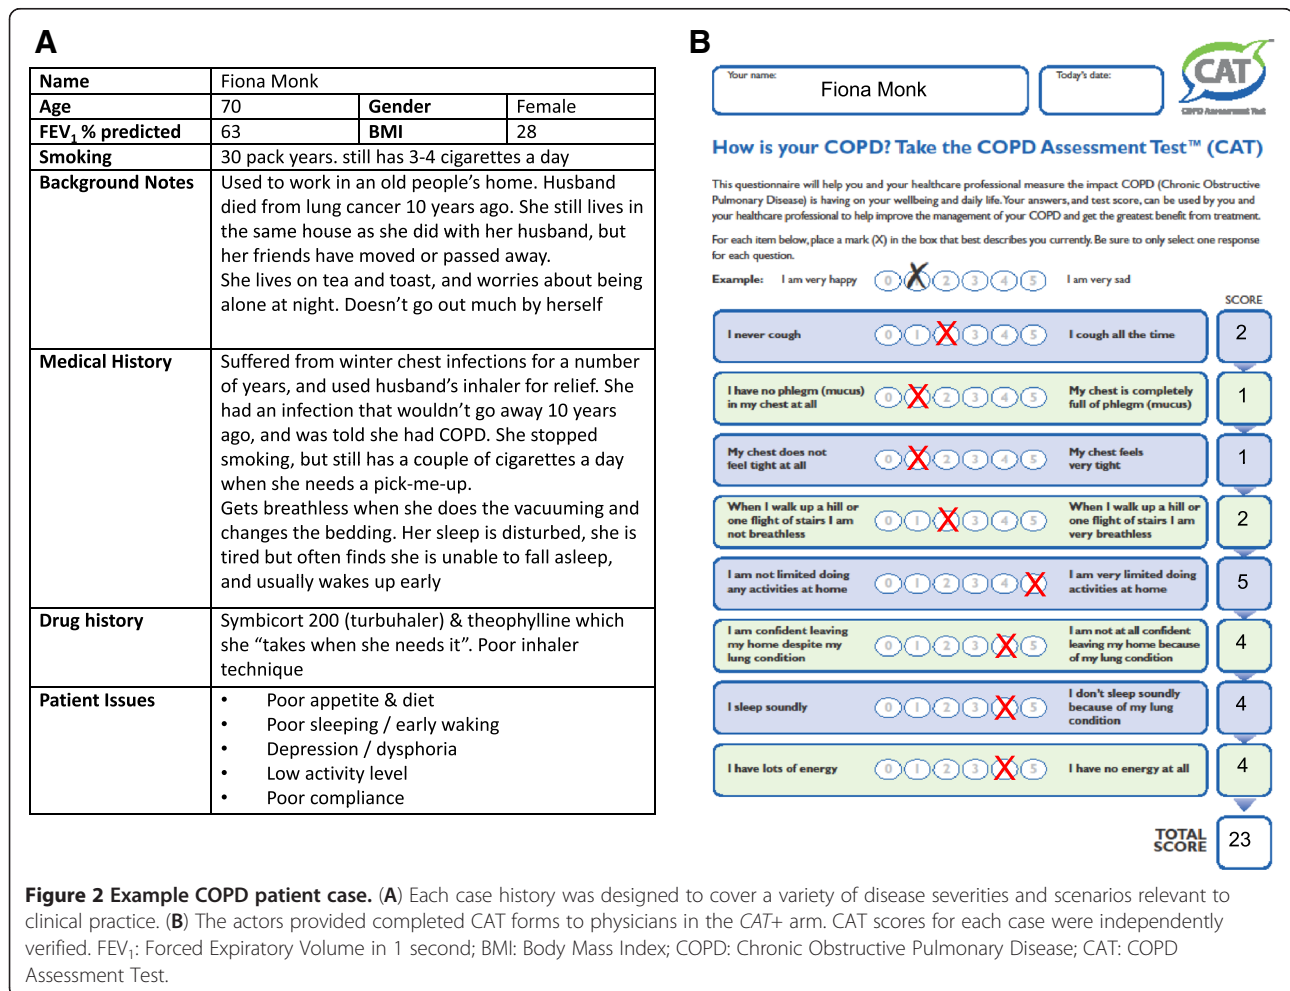 A
Name Fiona Monk
Age 70 Gender Female
FEV1 % predicted 63 BMI 28
Smoking 30 pack years. still has 3-4 cigarettes a day
Background Notes Used to work in an old people's home. Husband
died from lung cancer 10 years ago. She still lives in
the same house as she did with her husband, but
her friends have moved or passed away.
She lives on tea and toast, and worries about being
alone at night. Doesn't go out much by herself
Medical History Suffered from winter chest infections for a number
of years, and used husband's inhaler for relief. She
had an infection that wouldn't go away 10 years
ago, and was told she had COPD. She stopped
smoking, but still has a couple of cigarettes a day
when she needs a pick-me-up.
Gets breathless when she does the vacuuming and
changes the bedding. Her sleep is disturbed, she is
tired but often finds she is unable to fall asleep,
and usually wakes up early
Drug history Symbicort 200 (turbuhaler) & theophylline which
she “takes when she needs it”. Poor inhaler
technique
Patient Issues • Poor appetite & diet
• Poor sleeping / early waking
• Depression / dysphoria
• Low activity level
• Poor compliance
B
Your name: Fiona Monk
Today's date:
CAT
COPD Assessment Test
How is your COPD? Take the COPD Assessment Test™ (CAT)
This questionnaire will help you and your healthcare professional measure the impact COPD (Chronic Obstructive
Pulmonary Disease) is having on your wellbeing and daily life. Your answers, and test score, can be used by you and
your healthcare professional to help improve the management of your COPD and get the greatest benefit from treatment.
For each item below, place a mark (X) in the box that best describes you currently. Be sure to only select one response
for each question.
Example: I am very happy 0 X 2 3 4 5 I am very sad
SCORE
I never cough 0 1 X 3 4 5 I cough all the time 2
I have no phlegm (mucus)
in my chest at all 0 X 2 3 4 5 My chest is completely
full of phlegm (mucus) 1
My chest does not
feel tight at all 0 X 2 3 4 5 My chest feels
very tight 1
When I walk up a hill or
one flight of stairs I am
not breathless 0 1 X 3 4 5 When I walk up a hill or
one flight of stairs I am
very breathless 2
I am not limited doing
any activities at home 0 1 2 3 4 X I am very limited doing
activities at home 5
I am confident leaving
my home despite my
lung condition 0 1 2 3 X 5 I am not at all confident
leaving my home because
of my lung condition 4
I sleep soundly 0 1 2 3 X 5 I don't sleep soundly
because of my lung
condition 4
I have lots of energy 0 1 2 3 X 5 I have no energy at all 4
TOTAL
SCORE 23
Figure 2 Example COPD patient case. (A) Each case history was designed to cover a variety of disease severities and scenarios relevant to
clinical practice. (B) The actors provided completed CAT forms to physicians in the CAT+ arm. CAT scores for each case were independently
verified. FEV1: Forced Expiratory Volume in 1 second; BMI: Body Mass Index; COPD: Chronic Obstructive Pulmonary Disease; CAT: COPD
Assessment Test.